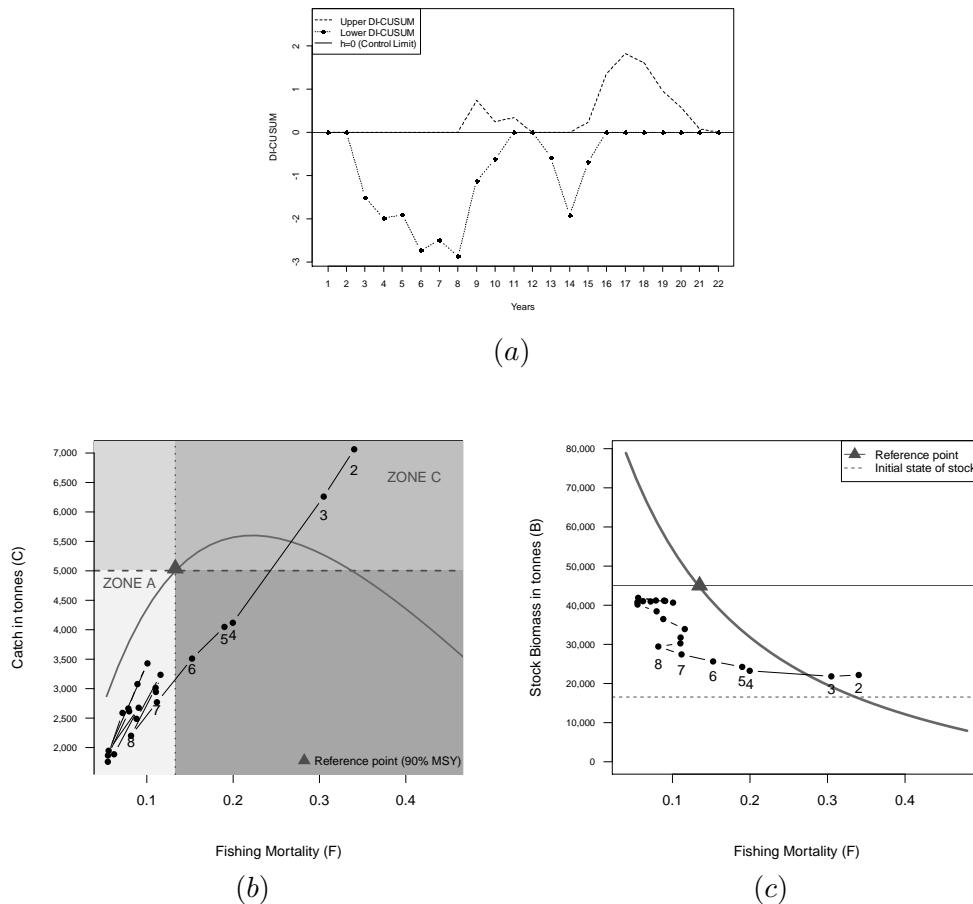 Upper DI-CUSUM
Lower DI-CUSUM
h=0 (Control Limit)
DI-CUSUM
2
1
0
-1
-2
-3
1 2 3 4 5 6 7 8 9 10 11 12 13 14 15 16 17 18 19 20 21 22
Years
(a)
Catch in tonnes (C)
7,000
6,500
6,000
5,500
5,000
4,500
4,000
3,500
3,000
2,500
2,000
ZONE C
ZONE A
2
3
5 4
6
7
8
Reference point (90% MSY)
0.1 0.2 0.3 0.4
Fishing Mortality (F)
(b)
Stock Biomass in tonnes (B)
80,000
70,000
60,000
50,000
40,000
30,000
20,000
10,000
0
Reference point
Initial state of stock
8 7 6 5 4 3 2
0.1 0.2 0.3 0.4
Fishing Mortality (F)
(c)